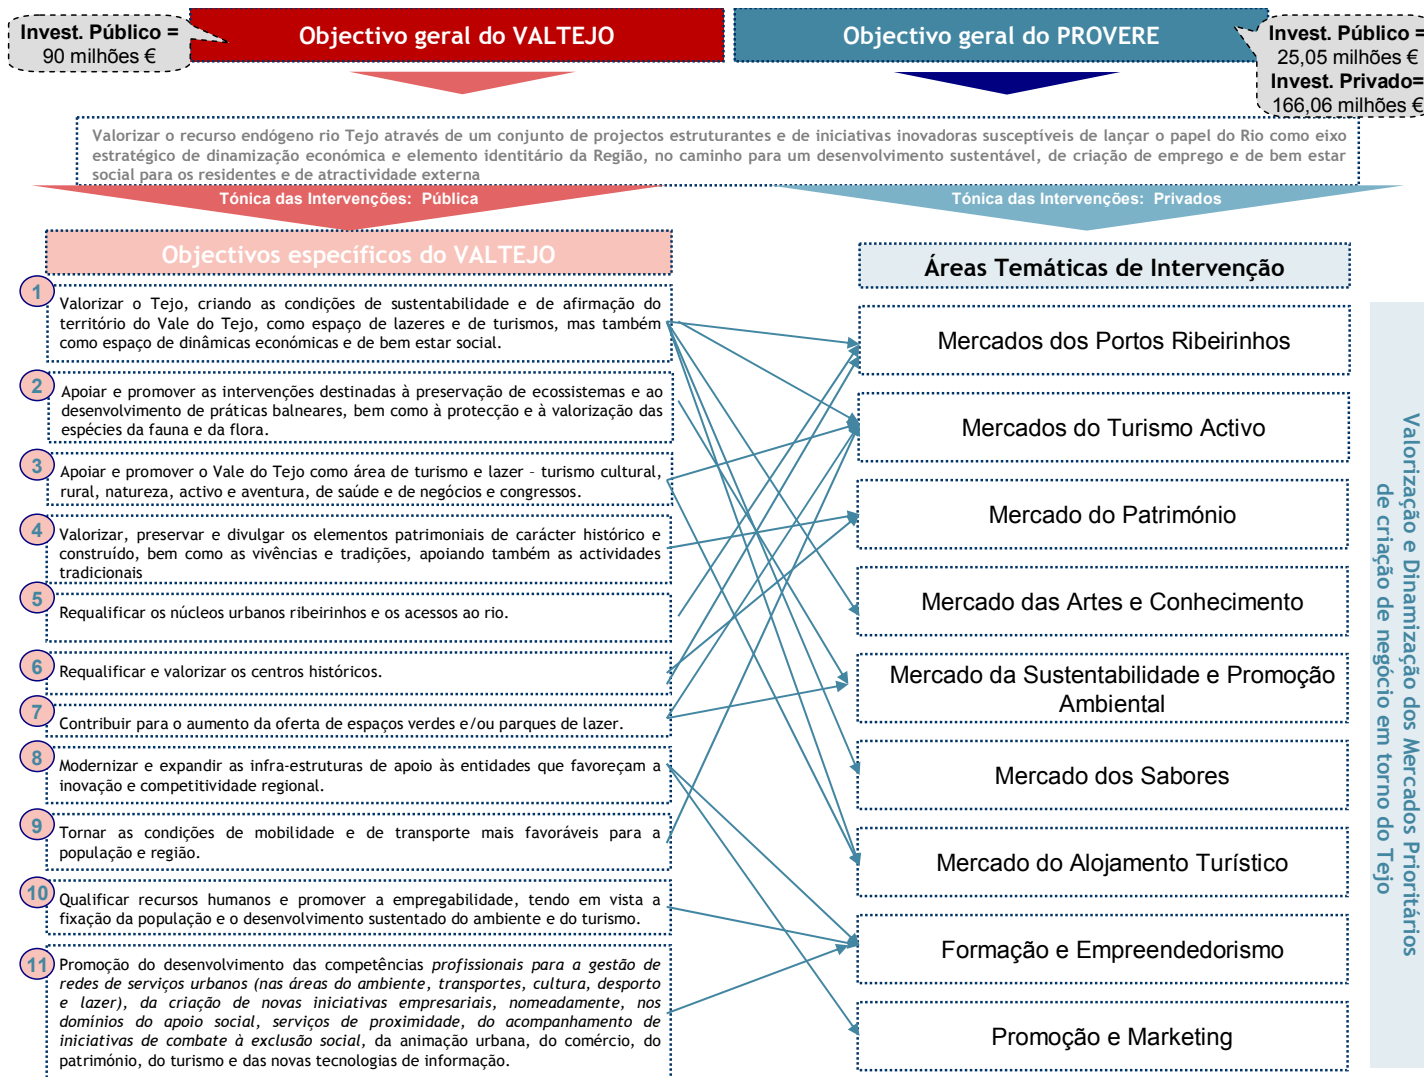 Invest. Público =
90 milhões €
Objectivo geral do VALTEJO
Objectivo geral do PROVERE
Invest. Público =
25,05 milhões €
Invest. Privado=
166,06 milhões €
Valorizar o recurso endógeno rio Tejo através de um conjunto de projectos estruturantes e de iniciativas inovadoras susceptíveis de lançar o papel do Rio como eixo
estratégico de dinamização económica e elemento identitário da Região, no caminho para um desenvolvimento sustentável, de criação de emprego e de bem estar
social para os residentes e de atractividade externa
Tónica das Intervenções: Pública
Tónica das Intervenções: Privados
Objectivos específicos do VALTEJO
1
Valorizar o Tejo, criando as condições de sustentabilidade e de afirmação do
território do Vale do Tejo, como espaço de lazeres e de turismos, mas também
como espaço de dinâmicas económicas e de bem estar social.
2
Apoiar e promover as intervenções destinadas à preservação de ecossistemas e ao
desenvolvimento de práticas balneares, bem como à protecção e à valorização das
espécies da fauna e da flora.
3
Apoiar e promover o Vale do Tejo como área de turismo e lazer – turismo cultural,
rural, natureza, activo e aventura, de saúde e de negócios e congressos.
4
Valorizar, preservar e divulgar os elementos patrimoniais de carácter histórico e
construído, bem como as vivências e tradições, apoiando também as actividades
tradicionais
5
Requalificar os núcleos urbanos ribeirinhos e os acessos ao rio.
6
Requalificar e valorizar os centros históricos.
7
Contribuir para o aumento da oferta de espaços verdes e/ou parques de lazer.
8
Modernizar e expandir as infra-estruturas de apoio às entidades que favoreçam a
inovação e competitividade regional.
9
Tornar as condições de mobilidade e de transporte mais favoráveis para a
população e região.
10
Qualificar recursos humanos e promover a empregabilidade, tendo em vista a
fixação da população e o desenvolvimento sustentado do ambiente e do turismo.
11
Promoção do desenvolvimento das competências profissionais para a gestão de
redes de serviços urbanos (nas áreas do ambiente, transportes, cultura, desporto
e lazer), da criação de novas iniciativas empresariais, nomeadamente, nos
domínios do apoio social, serviços de proximidade, do acompanhamento de
iniciativas de combate à exclusão social, da animação urbana, do comércio, do
património, do turismo e das novas tecnologias de informação.
Áreas Temáticas de Intervenção
Mercados dos Portos Ribeirinhos
Mercados do Turismo Activo
Mercado do Património
Mercado das Artes e Conhecimento
Mercado da Sustentabilidade e Promoção
Ambiental
Mercado dos Sabores
Mercado do Alojamento Turístico
Formação e Empreendedorismo
Promoção e Marketing
Valorização e Dinamização dos Mercados Prioritários
de criação de negócio em torno do Tejo